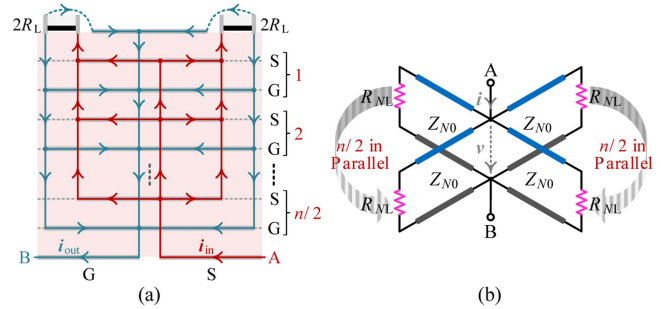 2R_L
2R_L
S
1
G
S
2
G
S
n/2
G
B
i_out
i_in
A
G
S
(a)
A
R_NL
i
R_NL
Z_N0
Z_N0
n/2 in
Parallel
v
n/2 in
Parallel
Z_N0
Z_N0
R_NL
R_NL
B
(b)